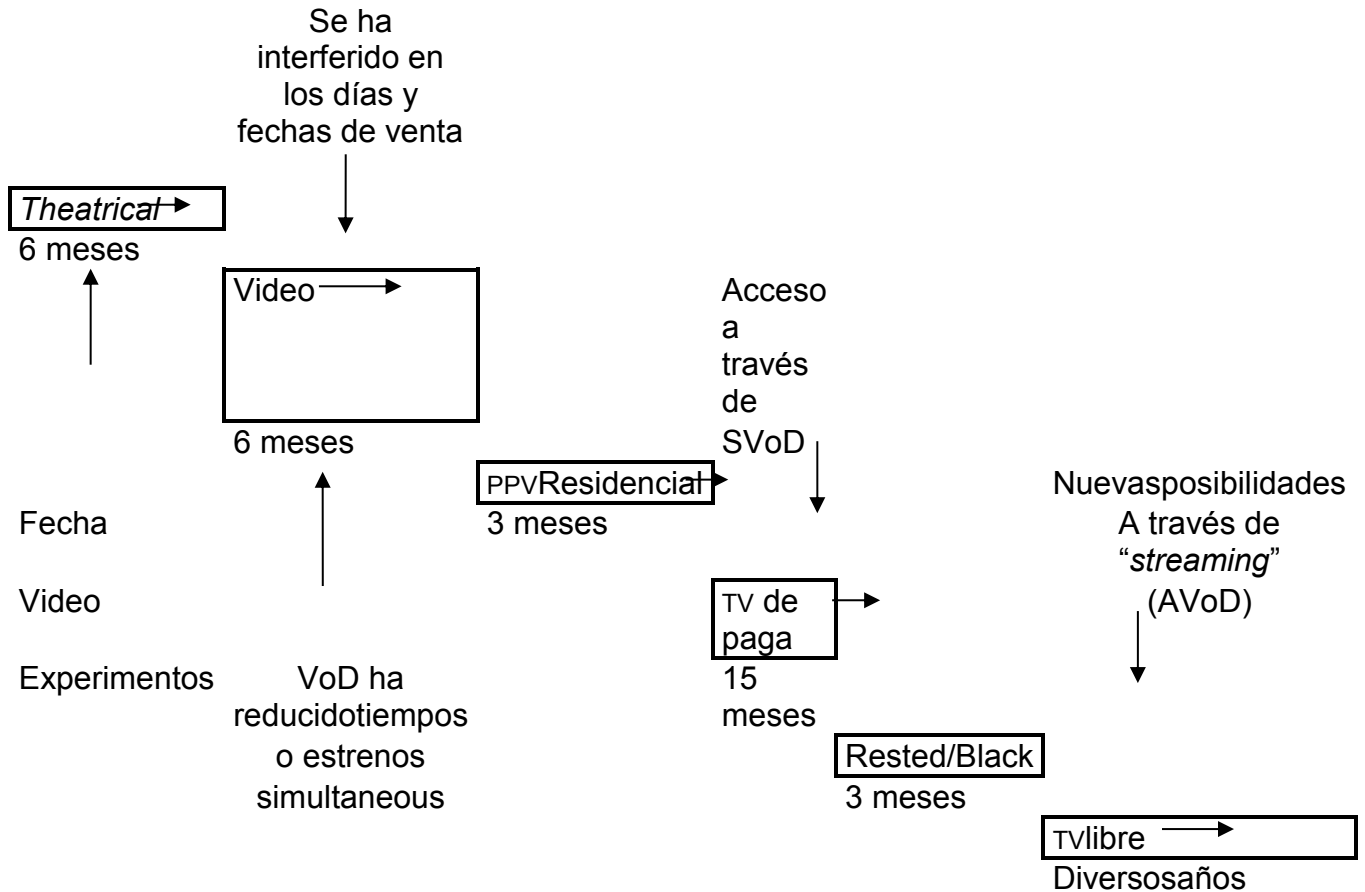 Se ha
interferido en
los días y
fechas de venta
Theatrical
6 meses
Video
6 meses
Acceso
a
través
de
SVoD
PPVResidencial
3 meses
Nuevasposibilidades
A través de
“streaming”
(AVoD)
Fecha
Video
Experimentos
VoD ha
reducidotiempos
o estrenos
simultaneous
TV de
paga
15
meses
Rested/Black
3 meses
TVlibre
Diversosaños